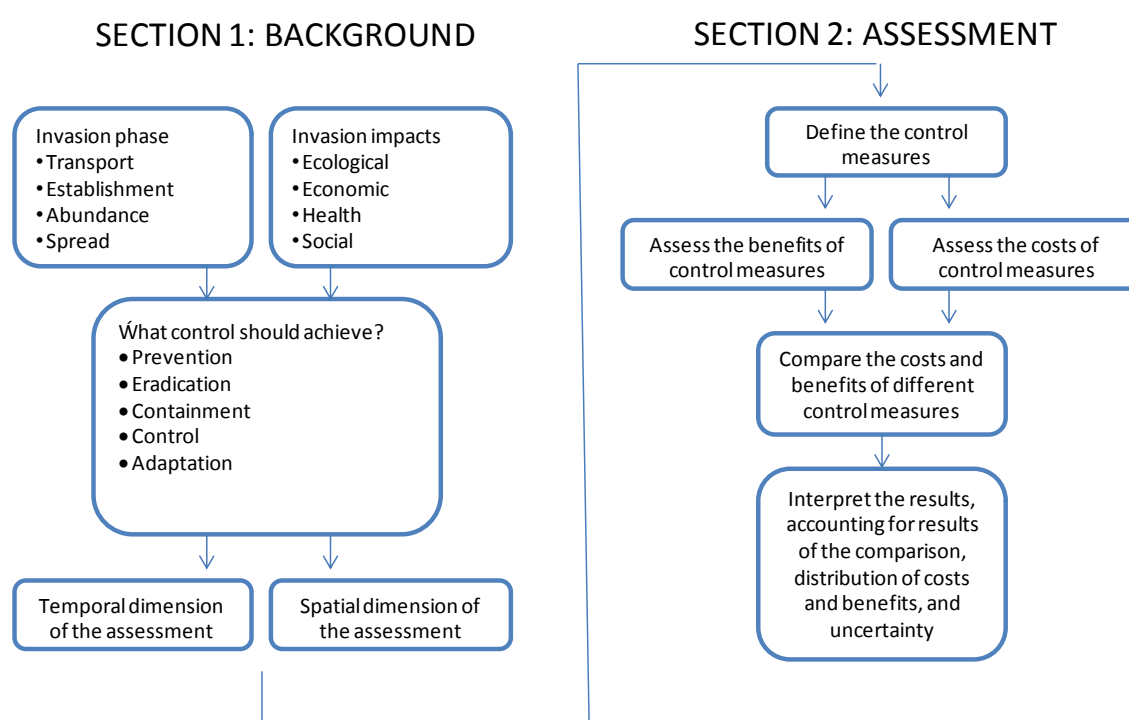 SECTION 1: BACKGROUND
Invasion phase
• Transport
• Establishment
• Abundance
• Spread
Invasion impacts
• Ecological
• Economic
• Health
• Social
Ẃhat control should achieve?
• Prevention
• Eradication
• Containment
• Control
• Adaptation
Temporal dimension
of the assessment
Spatial dimension of
the assessment
SECTION 2: ASSESSMENT
Define the control
measures
Assess the benefits of
control measures
Assess the costs of
control measures
Compare the costs and
benefits of different
control measures
Interpret the results,
accounting for results
of the comparison,
distribution of costs
and benefits, and
uncertainty